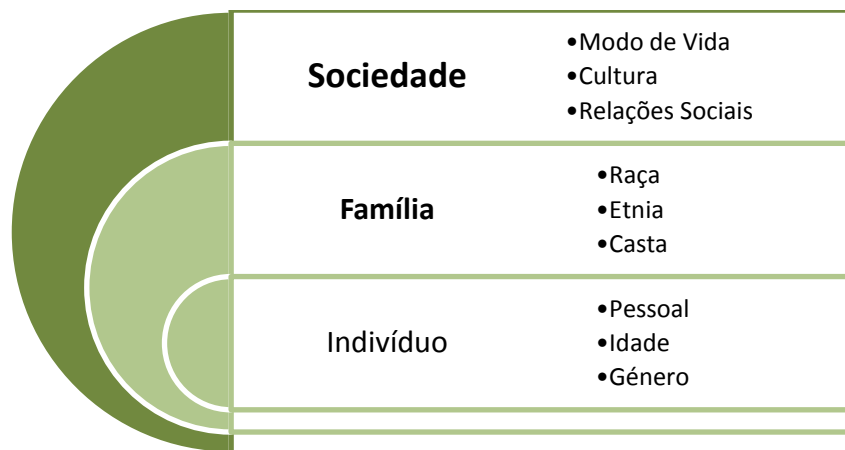 Sociedade
•Modo de Vida
•Cultura
•Relações Sociais
Família
•Raça
•Etnia
•Casta
Indivíduo
•Pessoal
•Idade
•Género